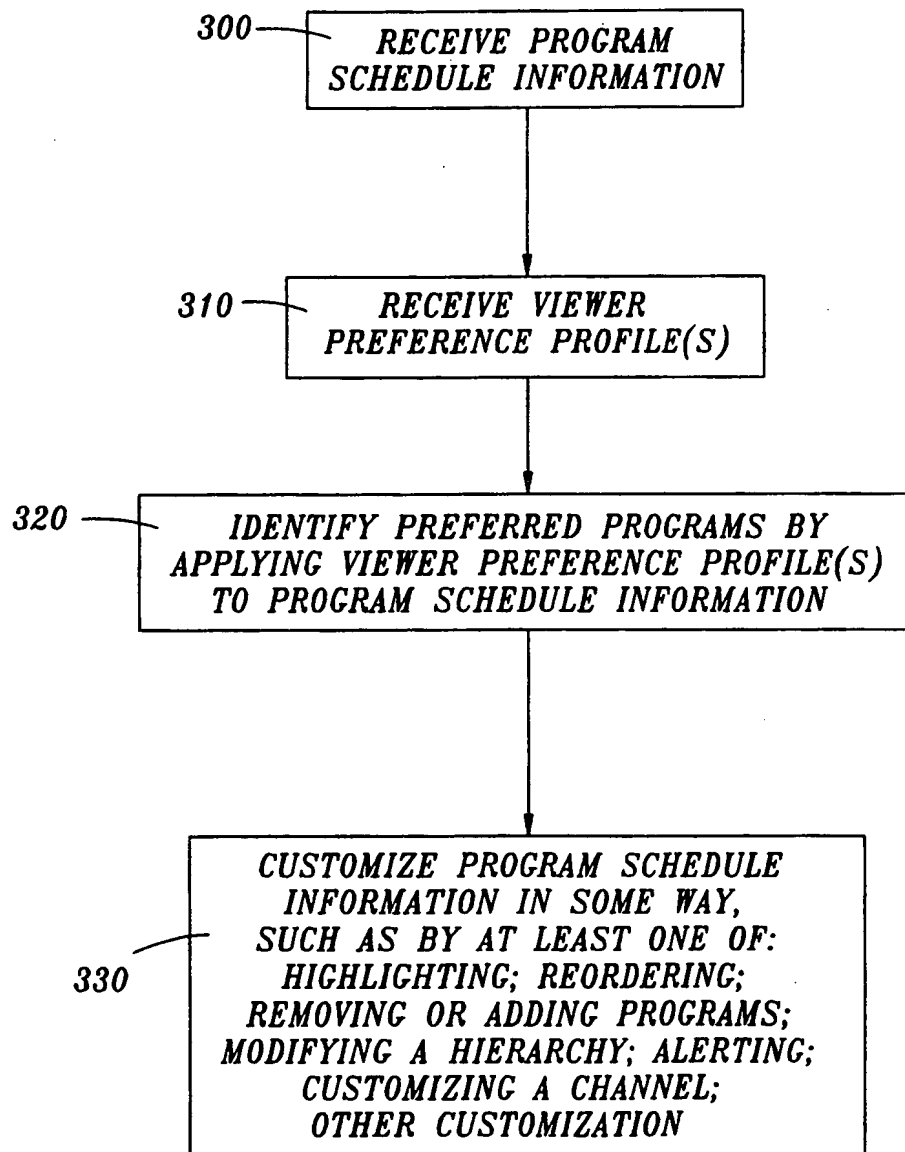 300
RECEIVE PROGRAM
SCHEDULE INFORMATION
310
RECEIVE VIEWER
PREFERENCE PROFILE(S)
320
IDENTIFY PREFERRED PROGRAMS BY
APPLYING VIEWER PREFERENCE PROFILE(S)
TO PROGRAM SCHEDULE INFORMATION
330
CUSTOMIZE PROGRAM SCHEDULE
INFORMATION IN SOME WAY,
SUCH AS BY AT LEAST ONE OF:
HIGHLIGHTING; REORDERING;
REMOVING OR ADDING PROGRAMS;
MODIFYING A HIERARCHY; ALERTING;
CUSTOMIZING A CHANNEL;
OTHER CUSTOMIZATION